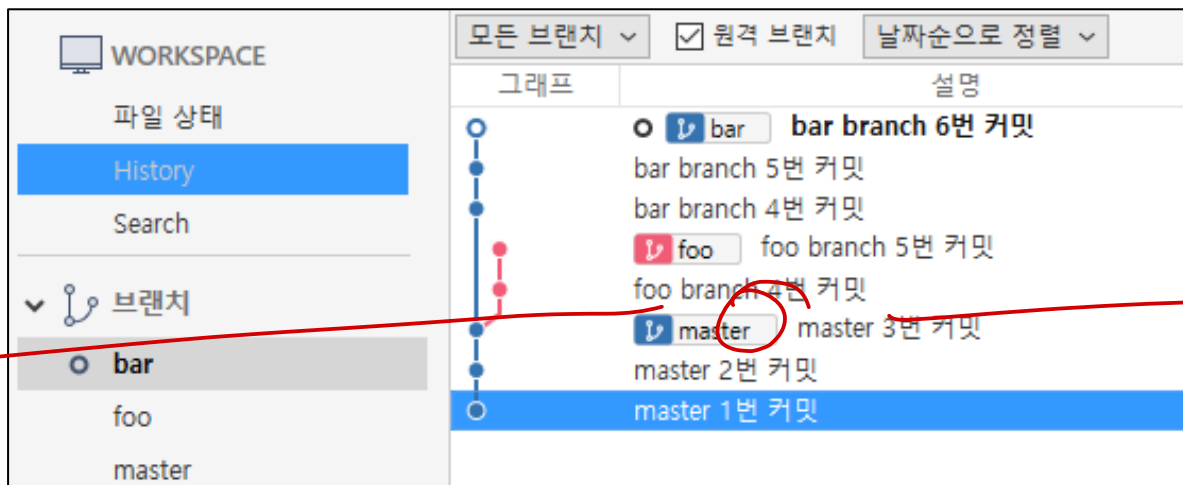 WORKSPACE
파일 상태
History
Search
브랜치
bar
foo
master
모든 브랜치 원격 브랜치 날짜순으로 정렬
그래프 설명
bar bar branch 6번 커밋
bar branch 5번 커밋
bar branch 4번 커밋
foo foo branch 5번 커밋
foo branch 4번 커밋
master master 3번 커밋
master 2번 커밋
master 1번 커밋